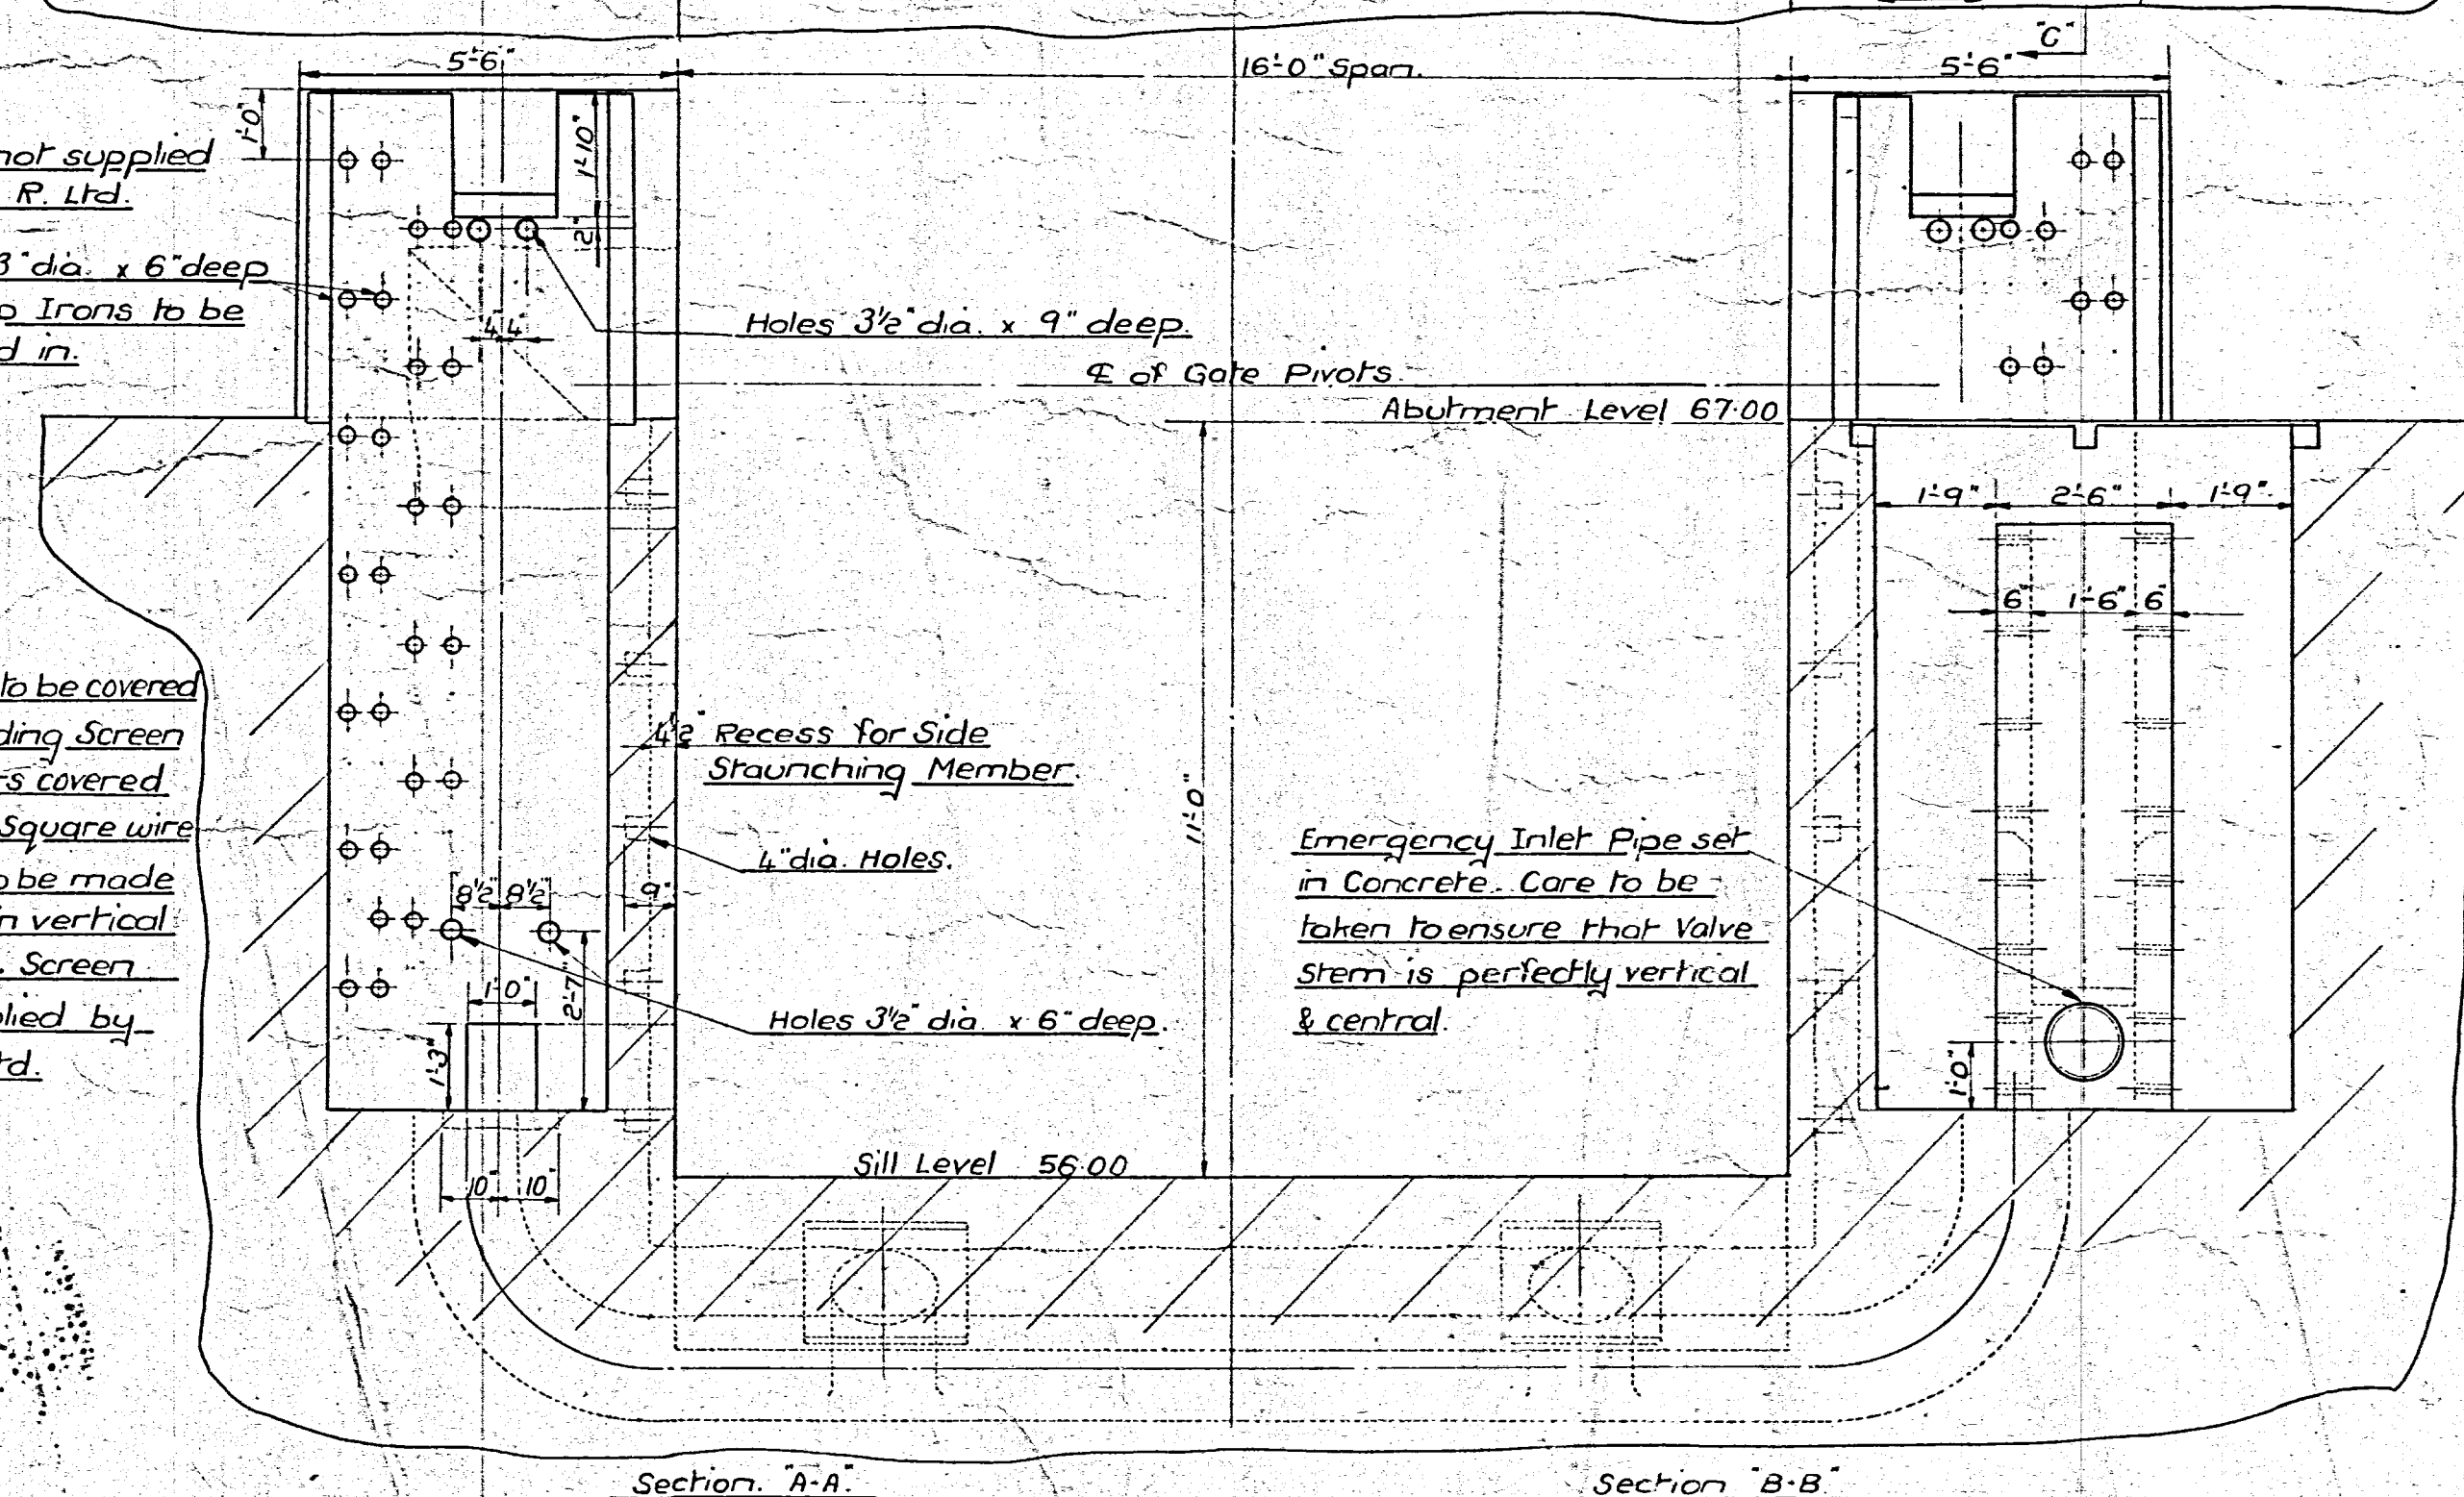 "C"
5'-6"
16'-0" Span.
5'-6"
1'-0"
1'-10"
2"
not supplied
R. Ltd.
3" dia. x 6" deep
Irons to be
in.
4" 4"
Holes 3½" dia. x 9" deep.
℄ of Gate Pivots.
Abutment Level 67.00
1'-9" 2'-6" 1'-9"
6" 1'-6" 6"
to be covered
Screen
covered
Square wire
be made
vertical
Screen
by
4½" Recess for Side
Staunching Member.
4" dia. Holes.
11'-0"
8½" 8½"
9"
1'-0"
2'-7"
1'-3"
Holes 3½" dia. x 6" deep.
Emergency Inlet Pipe set
in Concrete. Care to be
taken to ensure that Valve
Stem is perfectly vertical
& central.
1'-0"
Sill Level 56.00
10" 10"
Section. "A-A".
Section "B-B"